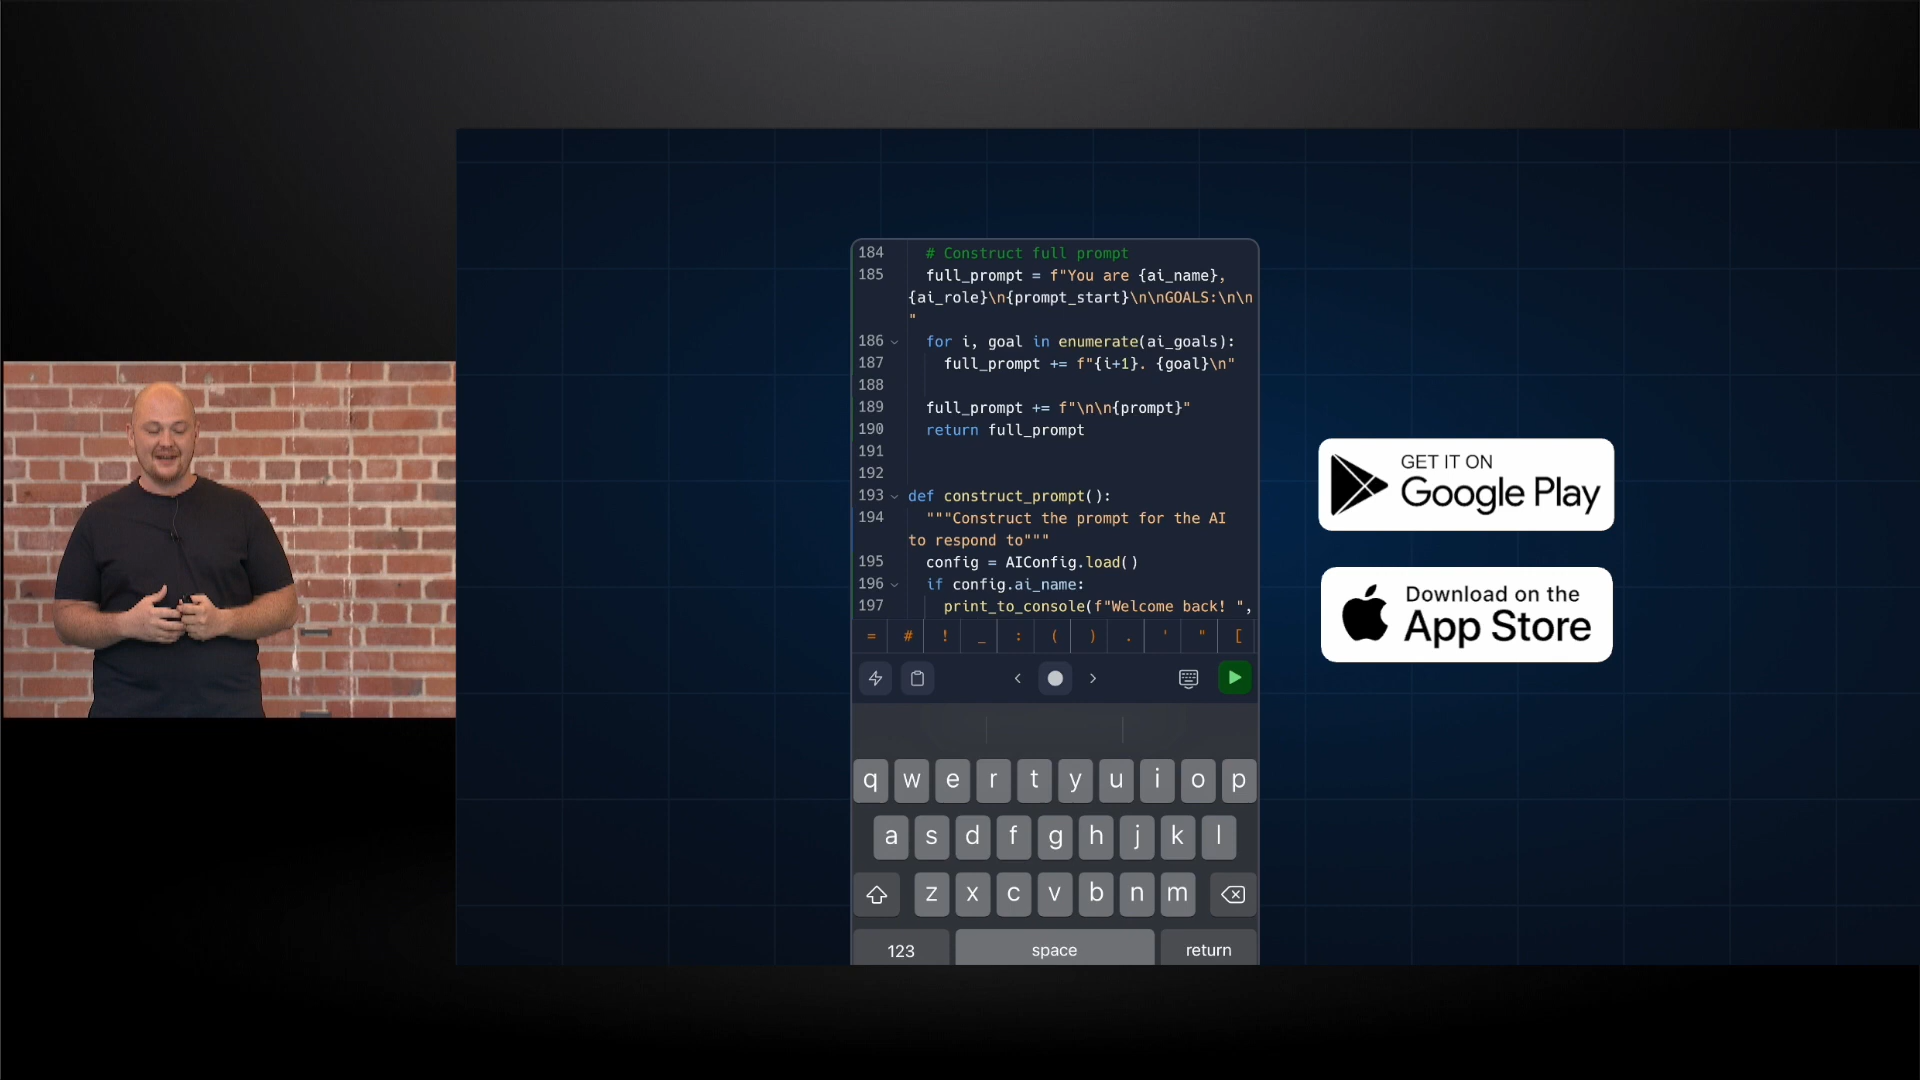 184 # Construct full prompt
185 full_prompt = f"You are {ai_name},
{ai_role}\n{prompt_start}\n\nGOALS:\n\n
"
186 for i, goal in enumerate(ai_goals):
187 full_prompt += f"{i+1}. {goal}\n"
188
189 full_prompt += f"\n\n{prompt}"
190 return full_prompt
191
192
193 def construct_prompt():
194 """Construct the prompt for the AI
to respond to"""
195 config = AIConfig.load()
196 if config.ai_name:
197 print_to_console(f"Welcome back! ",
= # ! _ : ( ) . ' " [
q w e r t y u i o p
a s d f g h j k l
z x c v b n m
123 space return
GET IT ON
Google Play
Download on the
App Store